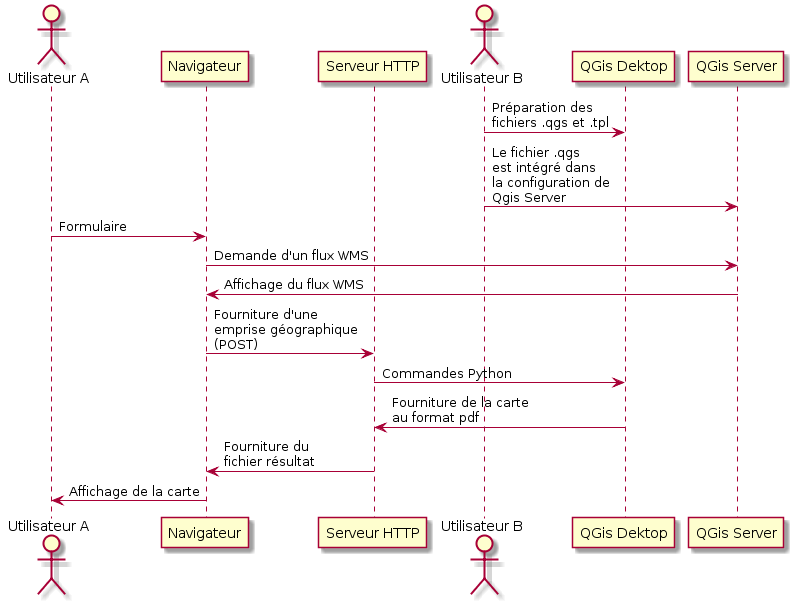 Utilisateur A
Navigateur
Serveur HTTP
Utilisateur B
QGis Dektop
QGis Server
Préparation des
fichiers .qgs et .tpl
Le fichier .qgs
est intégré dans
la configuration de
Qgis Server
Formulaire
Demande d'un flux WMS
Affichage du flux WMS
Fourniture d'une
emprise géographique
(POST)
Commandes Python
Fourniture de la carte
au format pdf
Fourniture du
fichier résultat
Affichage de la carte
Utilisateur A
Navigateur
Serveur HTTP
Utilisateur B
QGis Dektop
QGis Server